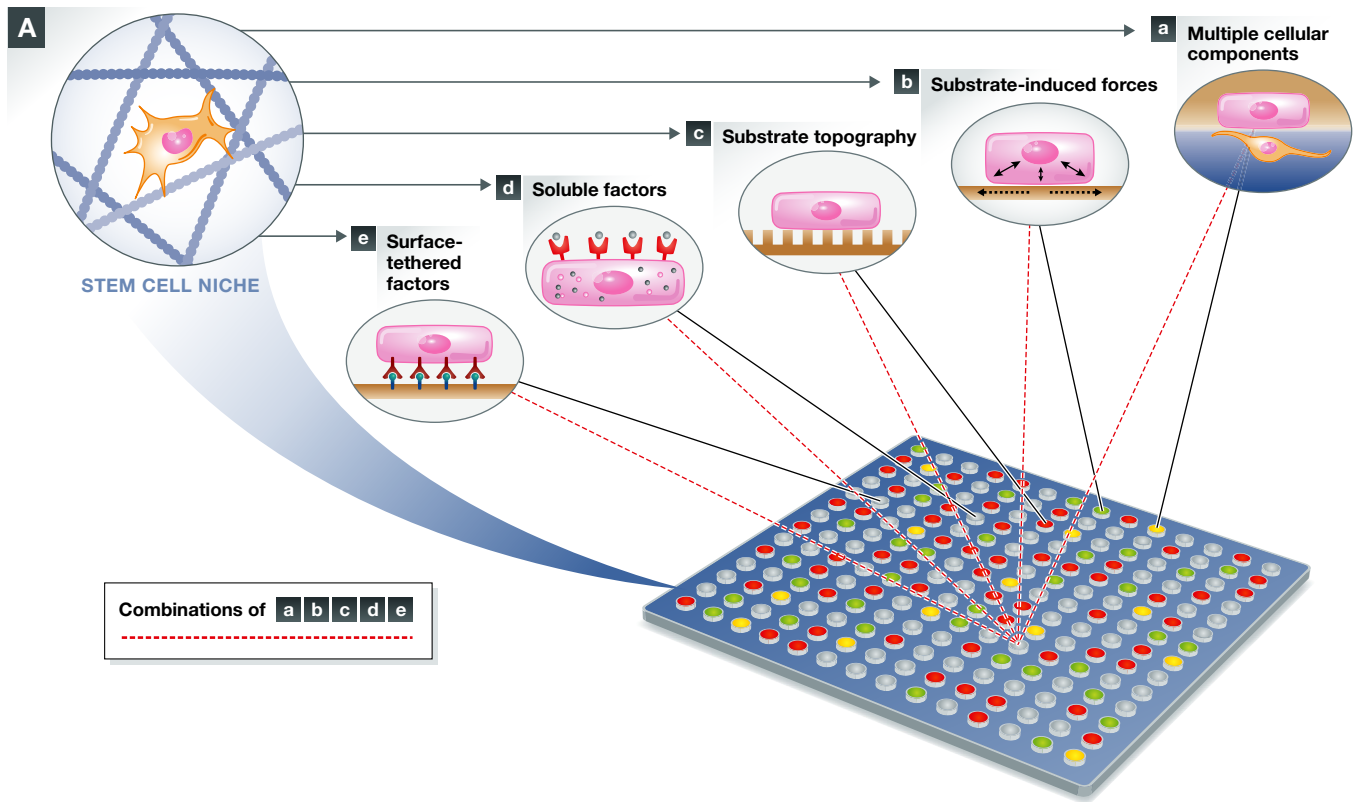 A
a
Multiple cellular
components
b
Substrate-induced forces
c
Substrate topography
d
Soluble factors
e
Surface-
tethered
factors
STEM CELL NICHE
Combinations of a b c d e